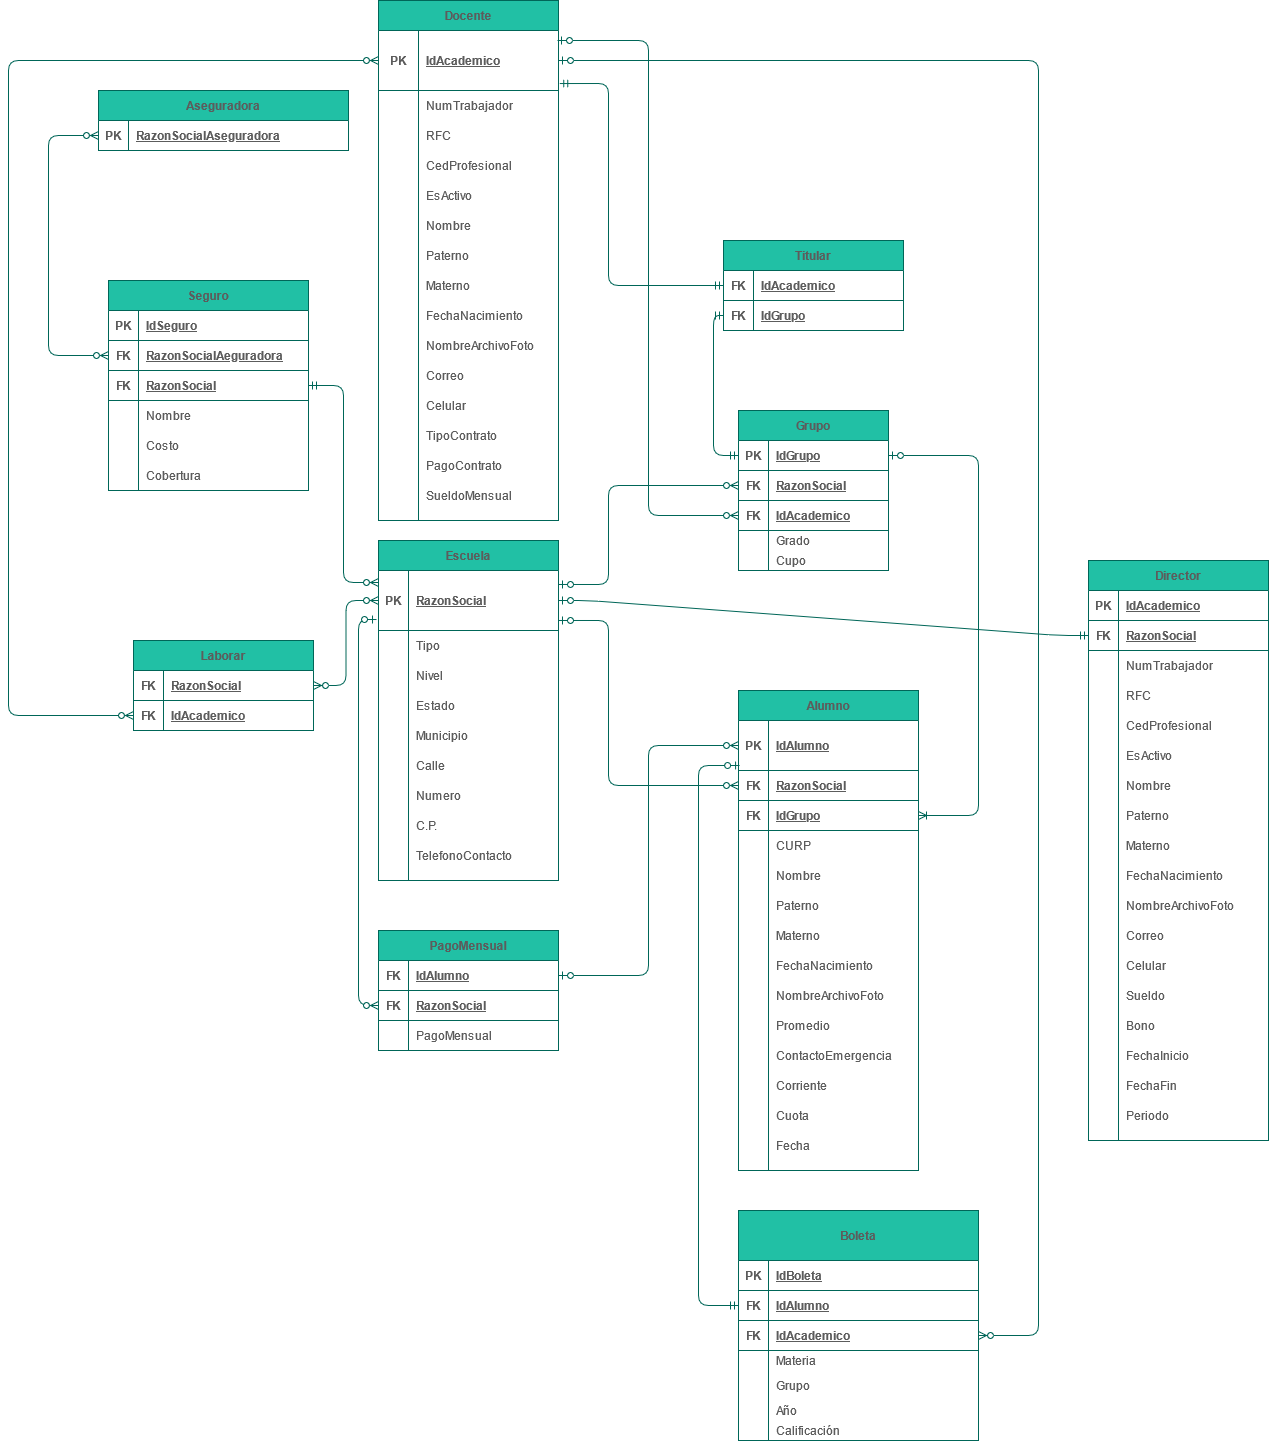 Docente
PK IdAcademico
NumTrabajador
RFC
CedProfesional
EsActivo
Nombre
Paterno
Materno
FechaNacimiento
NombreArchivoFoto
Correo
Celular
TipoContrato
PagoContrato
SueldoMensual
Aseguradora
PK RazonSocialAseguradora
Seguro
PK IdSeguro
FK RazonSocialAeguradora
FK RazonSocial
Nombre
Costo
Cobertura
Titular
FK IdAcademico
FK IdGrupo
Grupo
PK IdGrupo
FK RazonSocial
FK IdAcademico
Grado
Cupo
Escuela
PK RazonSocial
Tipo
Nivel
Estado
Municipio
Calle
Numero
C.P.
TelefonoContacto
Director
PK IdAcademico
FK RazonSocial
NumTrabajador
RFC
CedProfesional
EsActivo
Nombre
Paterno
Materno
FechaNacimiento
NombreArchivoFoto
Correo
Celular
Sueldo
Bono
FechaInicio
FechaFin
Periodo
Laborar
FK RazonSocial
FK IdAcademico
Alumno
PK IdAlumno
FK RazonSocial
FK IdGrupo
CURP
Nombre
Paterno
Materno
FechaNacimiento
NombreArchivoFoto
Promedio
ContactoEmergencia
Corriente
Cuota
Fecha
PagoMensual
FK IdAlumno
FK RazonSocial
PagoMensual
Boleta
PK IdBoleta
FK IdAlumno
FK IdAcademico
Materia
Grupo
Año
Calificación